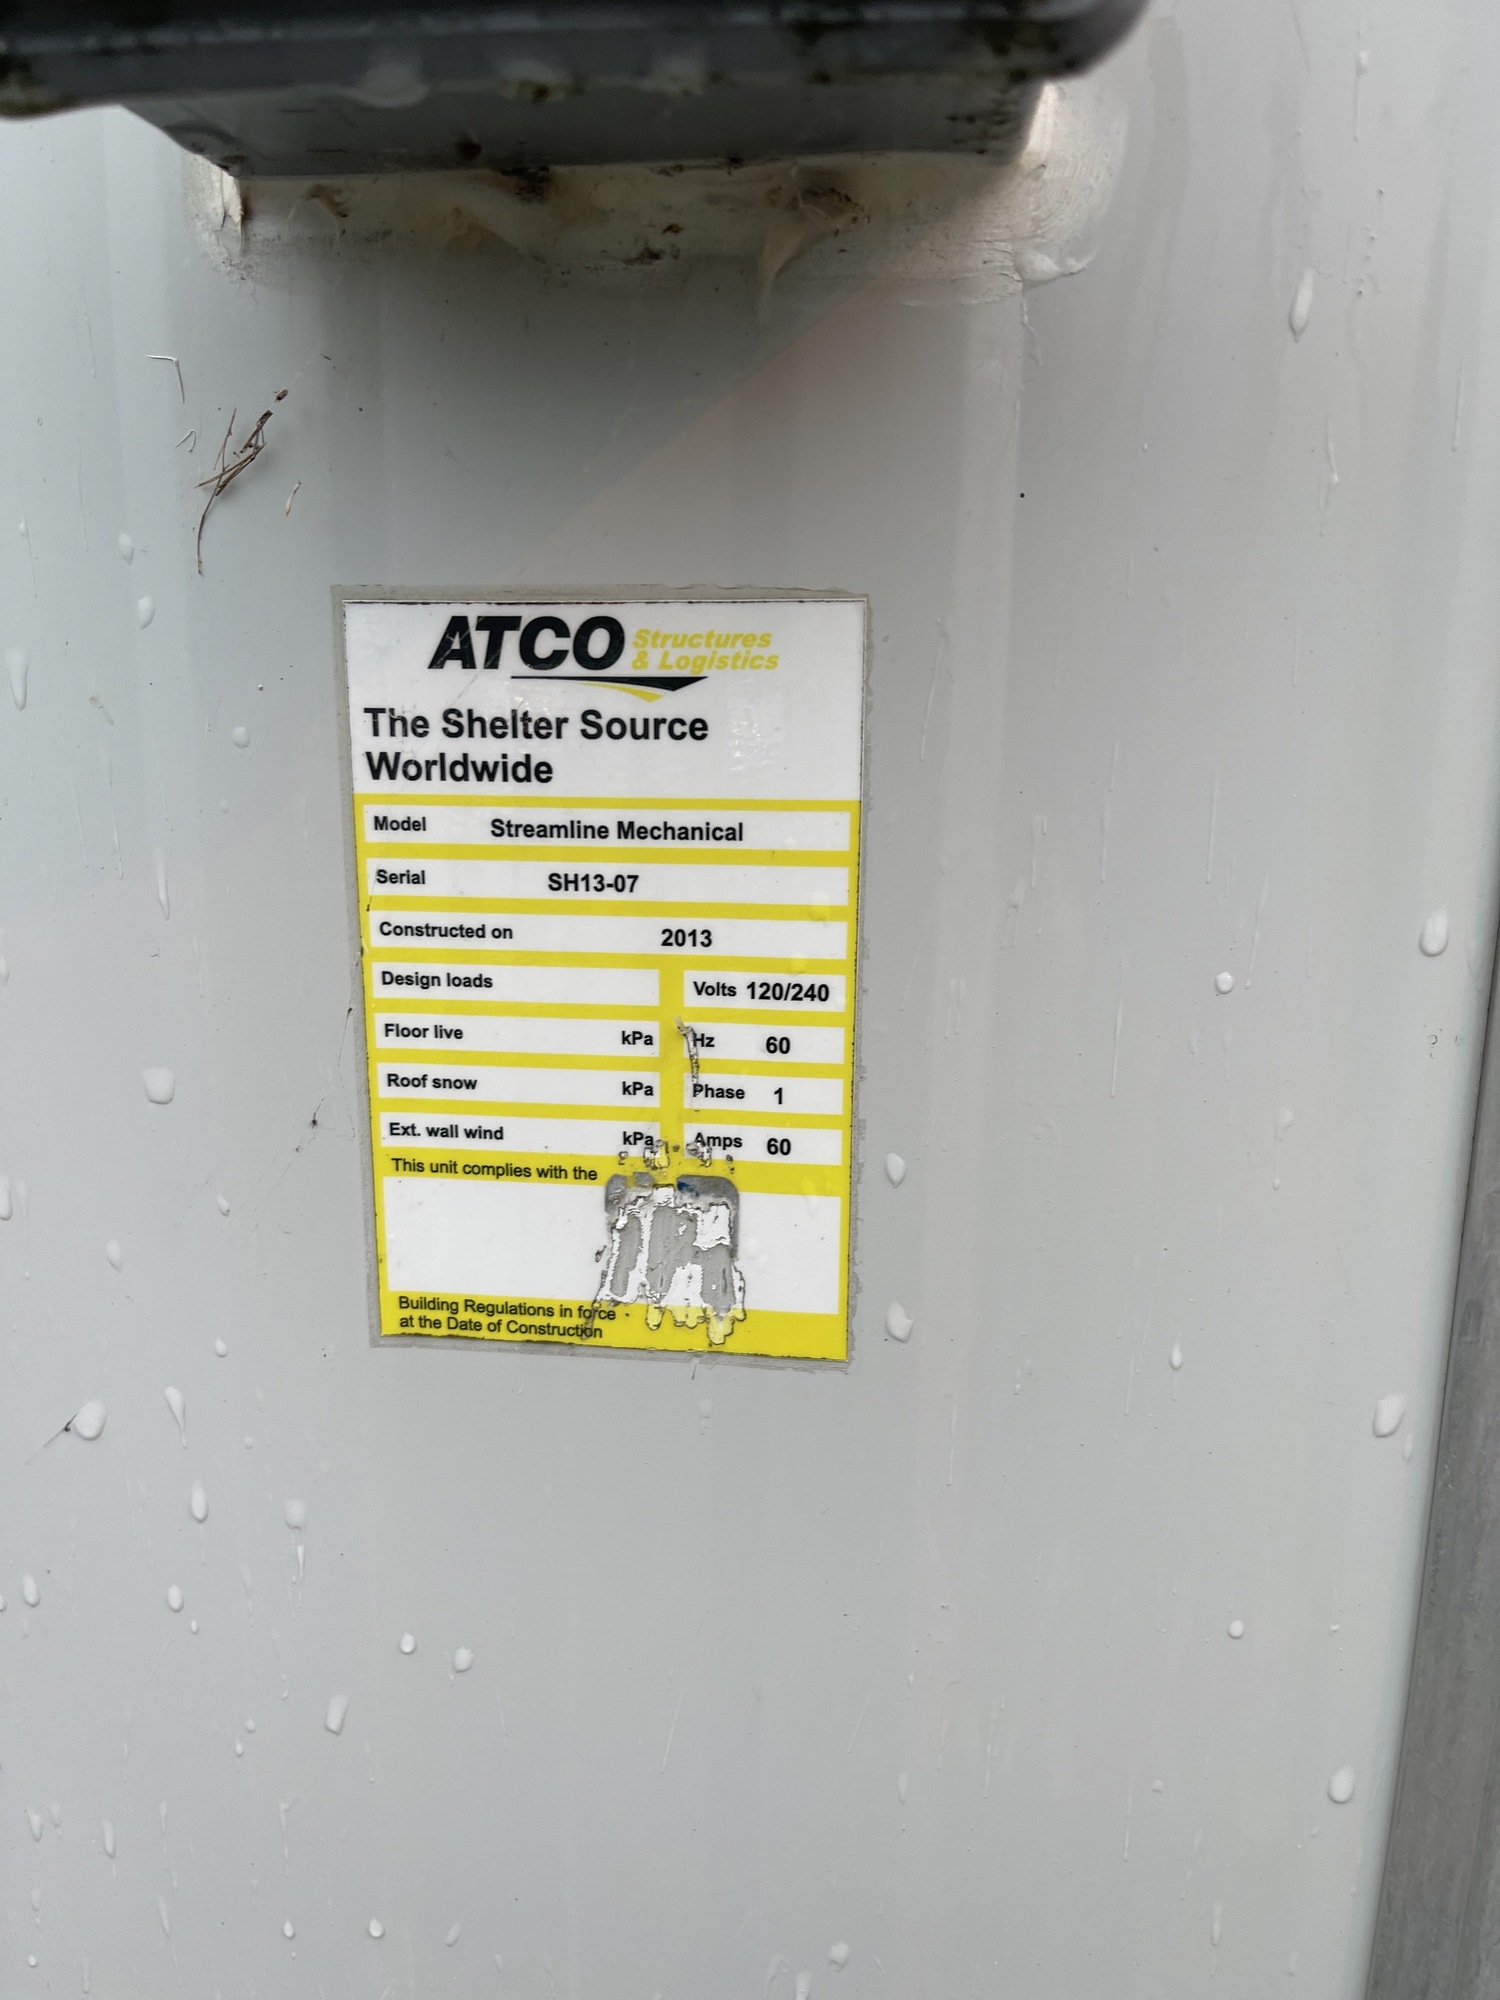 ATCO Structures
& Logistics
The Shelter Source
Worldwide
Model Streamline Mechanical
Serial SH13-07
Constructed on 2013
Design loads Volts 120/240
Floor live kPa Hz 60
Roof snow kPa Phase 1
Ext. wall wind kPa Amps 60
This unit complies with the
Building Regulations in force
at the Date of Construction